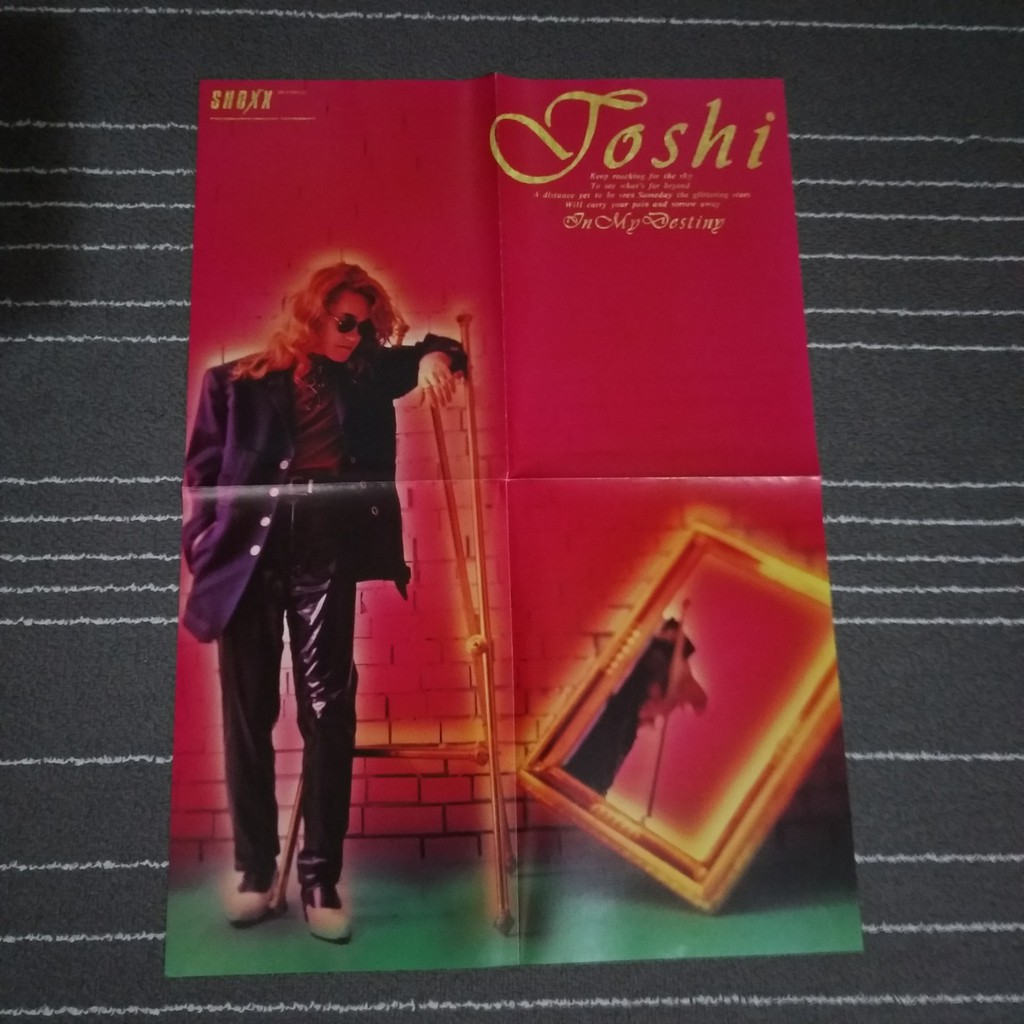 SHOXX
Toshi
Keep reaching for the sky
To see what's far beyond
A distance yet to be seen Someday the glittering stars
Will carry your pain and sorrow away
In My Destiny